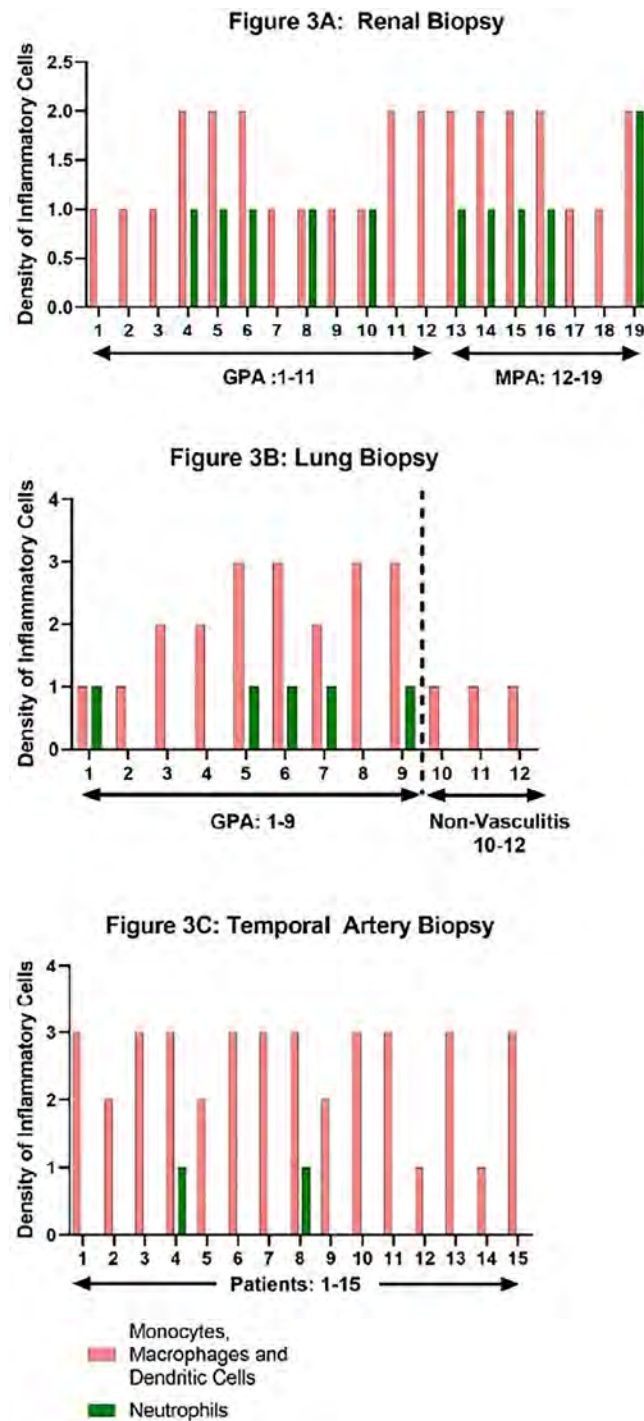 Figure 3A: Renal Biopsy
Density of Inflammatory Cells
2.5
2.0
1.5
1.0
0.5
0.0
1 2 3 4 5 6 7 8 9 10 11 12 13 14 15 16 17 18 19
GPA :1-11 MPA: 12-19
Figure 3B: Lung Biopsy
Density of Inflammatory Cells
4
3
2
1
0
1 2 3 4 5 6 7 8 9 10 11 12
GPA: 1-9 Non-Vasculitis
10-12
Figure 3C: Temporal Artery Biopsy
Density of Inflammatory Cells
4
3
2
1
0
1 2 3 4 5 6 7 8 9 10 11 12 13 14 15
Patients: 1-15
Monocytes,
Macrophages and
Dendritic Cells
Neutrophils